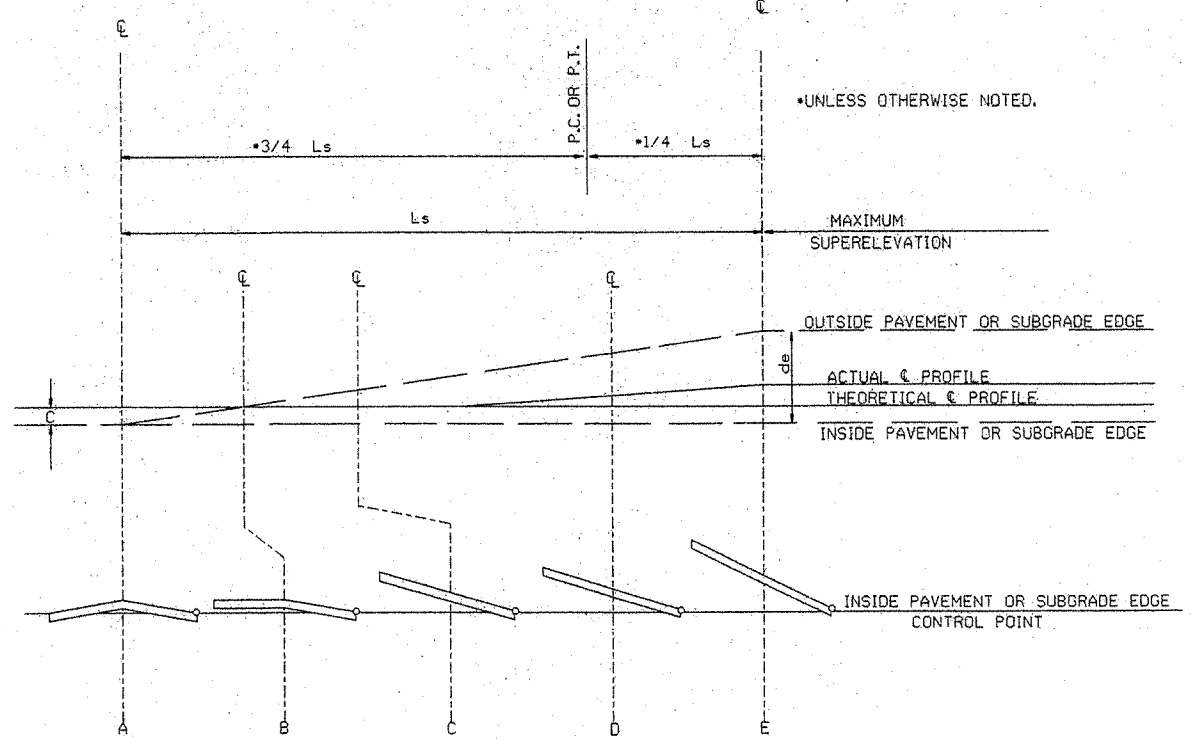 ℄
℄
P.C. OR P.T.
*UNLESS OTHERWISE NOTED.
*3/4 Ls
*1/4 Ls
Ls
MAXIMUM
SUPERELEVATION
℄
℄
℄
OUTSIDE PAVEMENT OR SUBGRADE EDGE
de
ACTUAL ℄ PROFILE
THEORETICAL ℄ PROFILE
C
INSIDE PAVEMENT OR SUBGRADE EDGE
INSIDE PAVEMENT OR SUBGRADE EDGE
CONTROL POINT
A
B
C
D
E